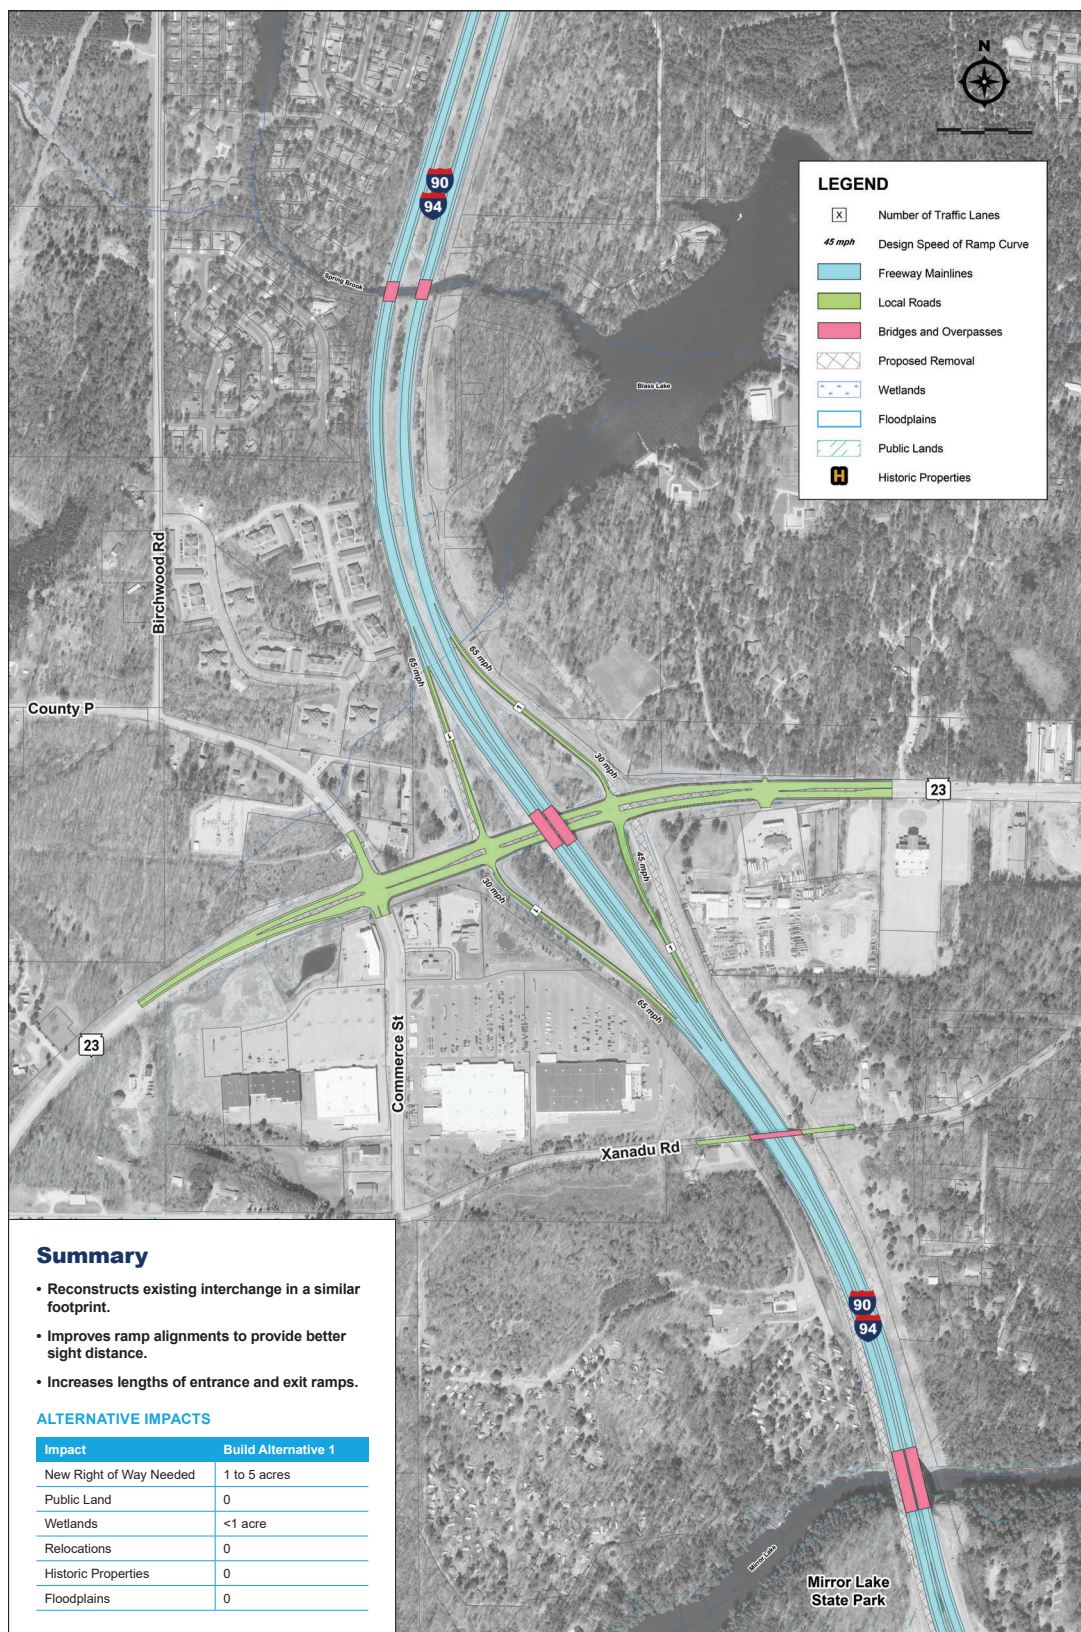 N
90
94
LEGEND
X Number of Traffic Lanes
45 mph Design Speed of Ramp Curve
Freeway Mainlines
Local Roads
Bridges and Overpasses
Proposed Removal
Wetlands
Floodplains
Public Lands
H Historic Properties
Spring Brook
Blass Lake
Birchwood Rd
County P
65 mph
65 mph
1
1
30 mph
23
45 mph
30 mph
1
1
65 mph
23
Commerce St
Xanadu Rd
90
94
Mirror Lake
Mirror Lake
State Park
Summary
• Reconstructs existing interchange in a similar
footprint.
• Improves ramp alignments to provide better
sight distance.
• Increases lengths of entrance and exit ramps.
ALTERNATIVE IMPACTS
Impact Build Alternative 1
New Right of Way Needed 1 to 5 acres
Public Land 0
Wetlands <1 acre
Relocations 0
Historic Properties 0
Floodplains 0